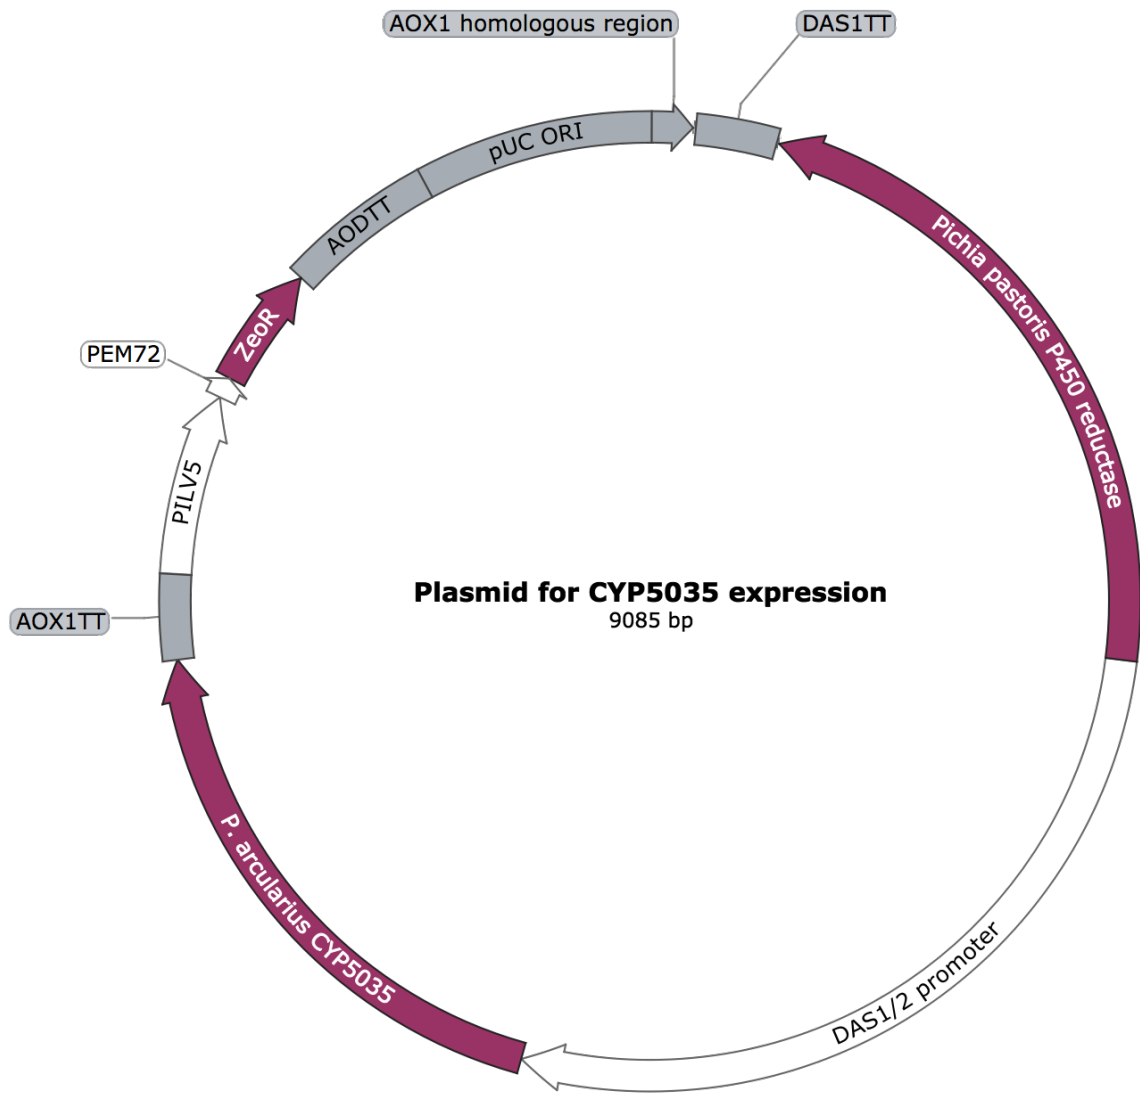 AOX1 homologous region
DAS1TT
pUC ORI
AODTT
Pichia pastoris P450 reductase
ZeoR
PEM72
PILV5
Plasmid for CYP5035 expression
9085 bp
AOX1TT
P. arcularius CYP5035
DAS1/2 promoter